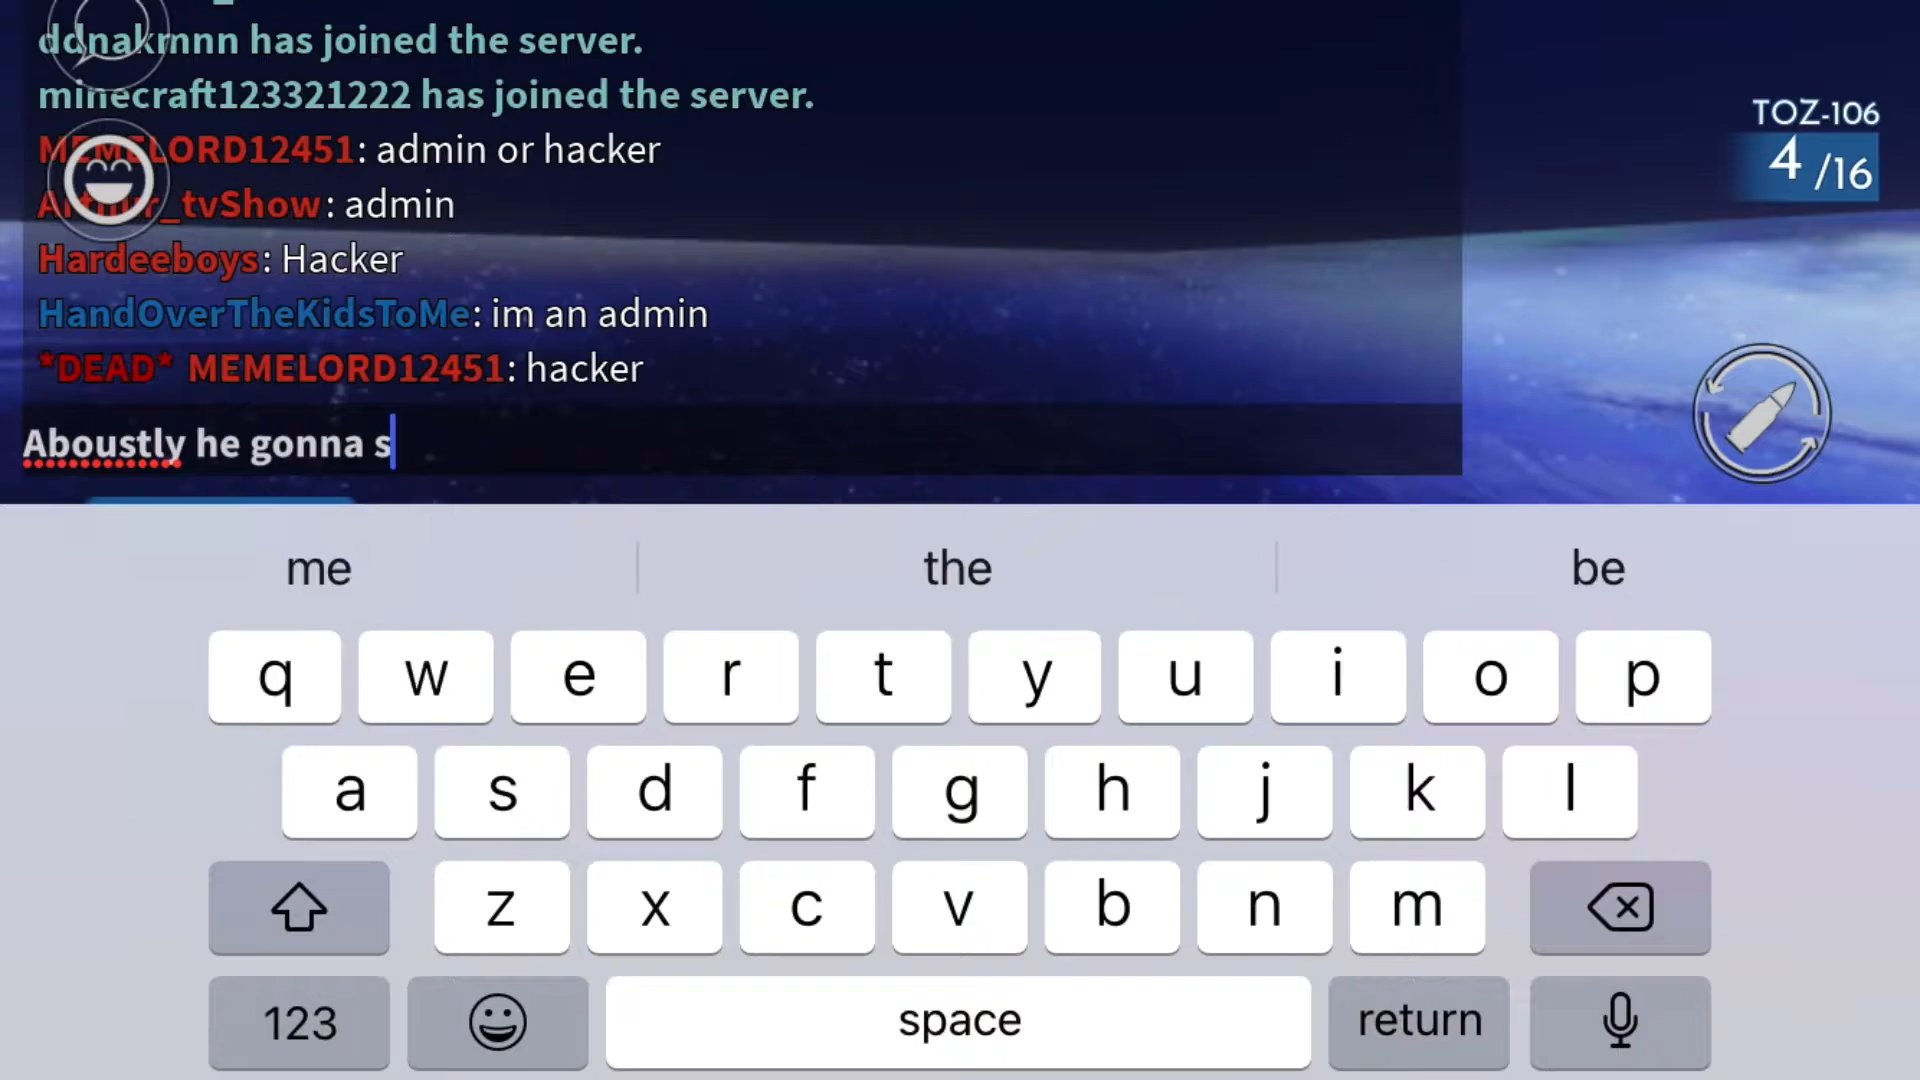 ddnakmnn has joined the server.
minecraft123321222 has joined the server.
MEMELORD12451: admin or hacker
Arthur_tvShow: admin
Hardeeboys: Hacker
HandOverTheKidsToMe: im an admin
*DEAD* MEMELORD12451: hacker
Aboustly he gonna s
TOZ-106
4 /16
me the be
q w e r t y u i o p
a s d f g h j k l
z x c v b n m
123 space return